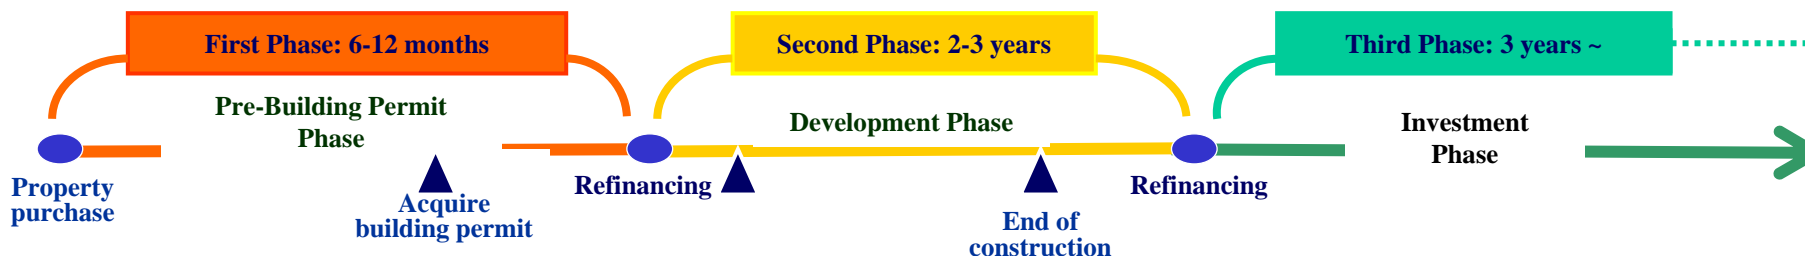 First Phase: 6-12 months
Second Phase: 2-3 years
Third Phase: 3 years ~
Pre-Building Permit
Phase
Development Phase
Investment
Phase
Property
purchase
Acquire
building permit
Refinancing
End of
construction
Refinancing